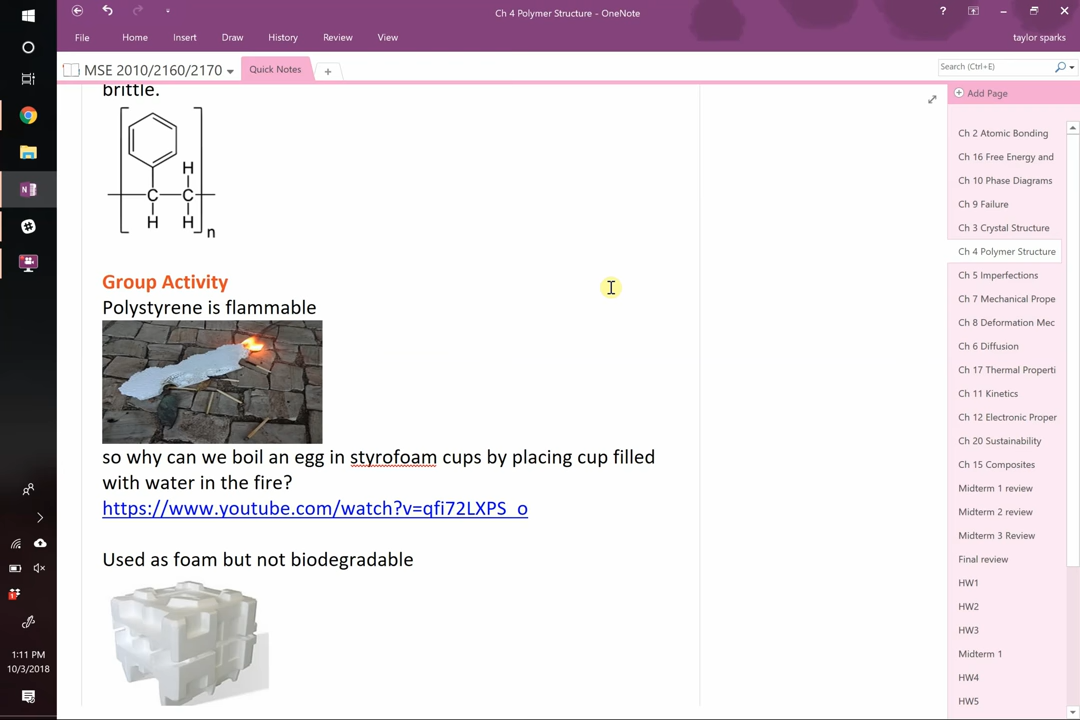 Ch 4 Polymer Structure - OneNote
?
File
Home
Insert
Draw
History
Review
View
taylor sparks
MSE 2010/2160/2170
Quick Notes
+
Search (Ctrl+E)
brittle.
H
C
C
H
H
n
Group Activity
Polystyrene is flammable
so why can we boil an egg in styrofoam cups by placing cup filled
with water in the fire?
https://www.youtube.com/watch?v=qfi72LXPS_o
Used as foam but not biodegradable
Add Page
Ch 2 Atomic Bonding
Ch 16 Free Energy and
Ch 10 Phase Diagrams
Ch 9 Failure
Ch 3 Crystal Structure
Ch 4 Polymer Structure
Ch 5 Imperfections
Ch 7 Mechanical Prope
Ch 8 Deformation Mec
Ch 6 Diffusion
Ch 17 Thermal Properti
Ch 11 Kinetics
Ch 12 Electronic Proper
Ch 20 Sustainability
Ch 15 Composites
Midterm 1 review
Midterm 2 review
Midterm 3 Review
Final review
HW1
HW2
HW3
Midterm 1
HW4
HW5
N
1:11 PM
10/3/2018